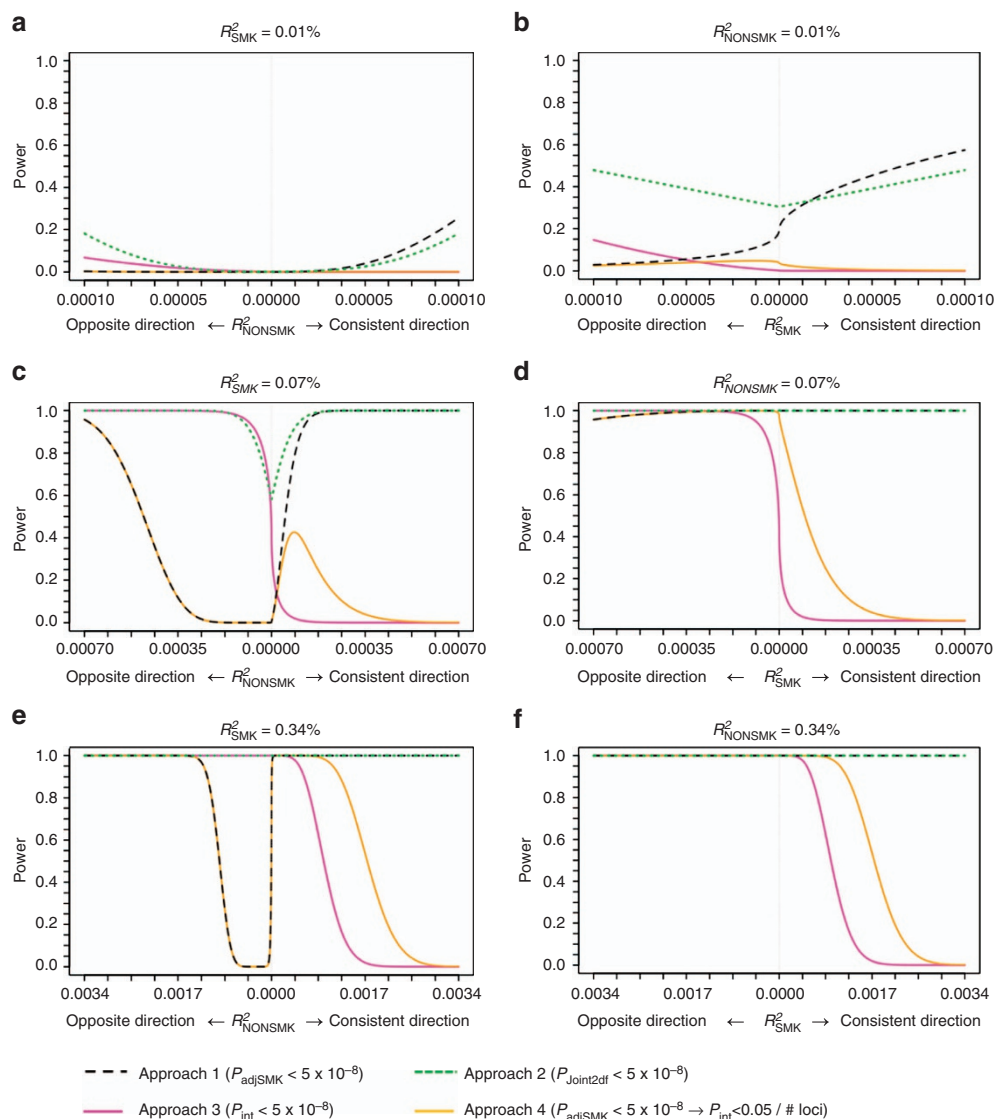 a
R²SMK = 0.01%
b
R²NONSMK = 0.01%
1.0
0.8
0.6
0.4
0.2
0.0
Power
0.00010 0.00005 0.00000 0.00005 0.00010
Opposite direction ← R²NONSMK → Consistent direction
1.0
0.8
0.6
0.4
0.2
0.0
Power
0.00010 0.00005 0.00000 0.00005 0.00010
Opposite direction ← R²SMK → Consistent direction
c
R²SMK = 0.07%
d
R²NONSMK = 0.07%
1.0
0.8
0.6
0.4
0.2
0.0
Power
0.00070 0.00035 0.00000 0.00035 0.00070
Opposite direction ← R²NONSMK → Consistent direction
1.0
0.8
0.6
0.4
0.2
0.0
Power
0.00070 0.00035 0.00000 0.00035 0.00070
Opposite direction ← R²SMK → Consistent direction
e
R²SMK = 0.34%
f
R²NONSMK = 0.34%
1.0
0.8
0.6
0.4
0.2
0.0
Power
0.0034 0.0017 0.0000 0.0017 0.0034
Opposite direction ← R²NONSMK → Consistent direction
1.0
0.8
0.6
0.4
0.2
0.0
Power
0.0034 0.0017 0.0000 0.0017 0.0034
Opposite direction ← R²SMK → Consistent direction
Approach 1 (PadjSMK < 5 x 10⁻⁸)
Approach 2 (PJoint2df < 5 x 10⁻⁸)
Approach 3 (Pint < 5 x 10⁻⁸)
Approach 4 (PadjSMK < 5 x 10⁻⁸ → Pint<0.05 / # loci)